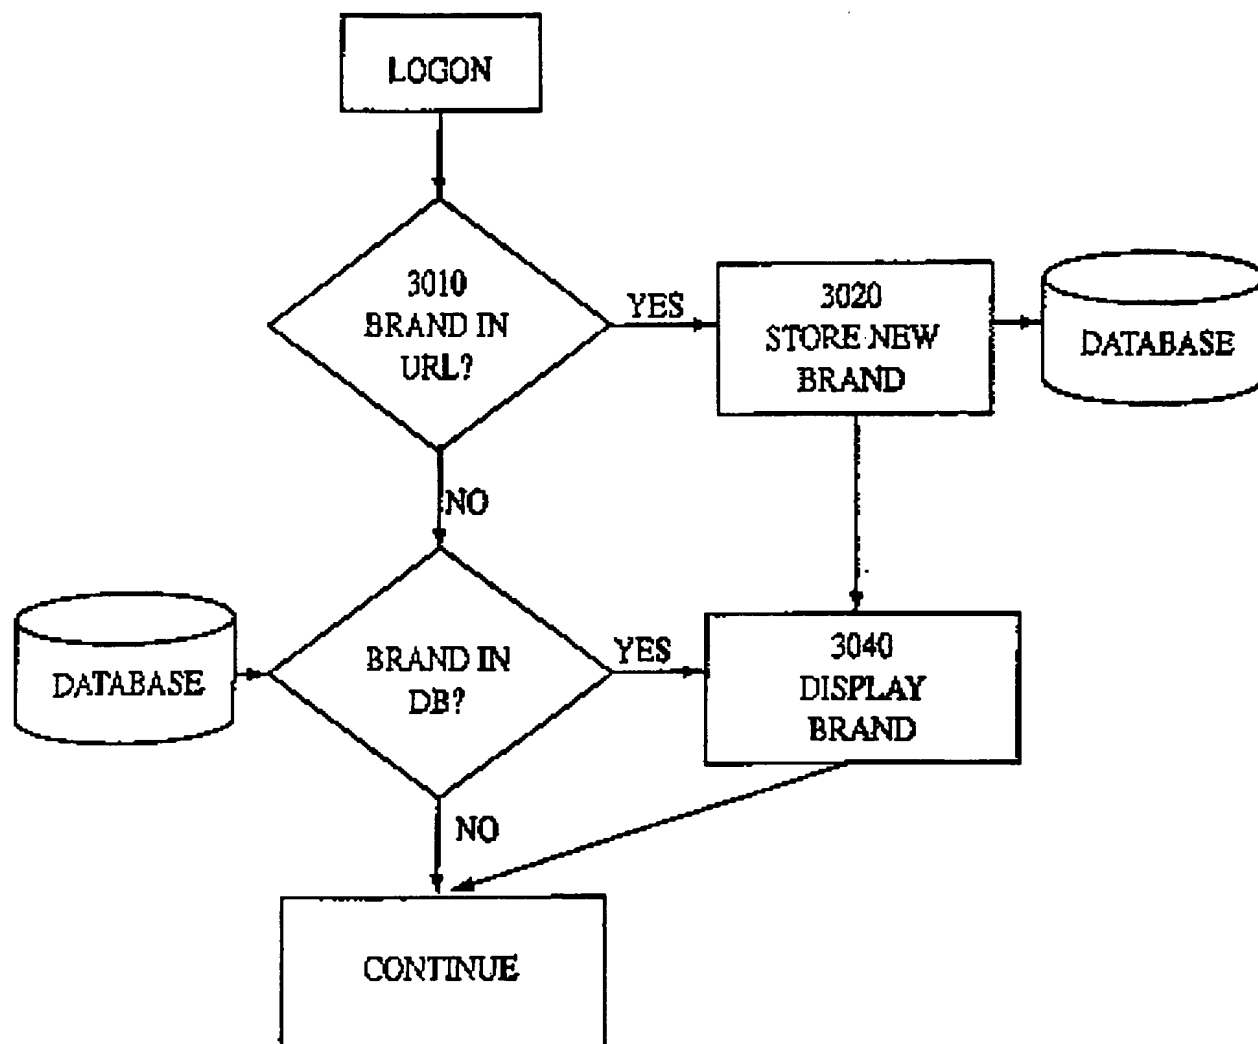 LOGON
3010
BRAND IN
URL?
YES
3020
STORE NEW
BRAND
DATABASE
NO
DATABASE
BRAND IN
DB?
YES
3040
DISPLAY
BRAND
NO
CONTINUE